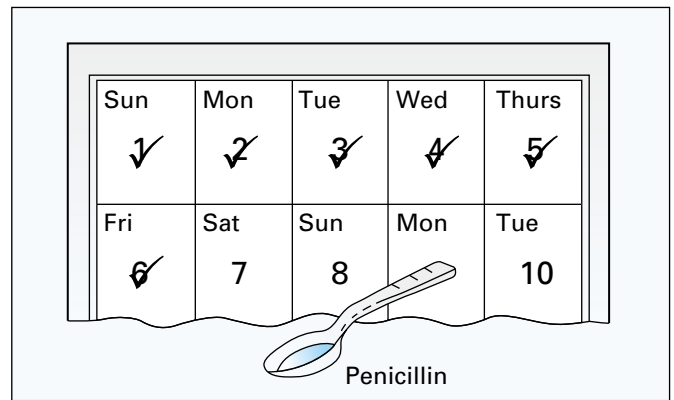 Sun Mon Tue Wed Thurs
1 2 3 4 5
Fri Sat Sun Mon Tue
6 7 8 10
Penicillin